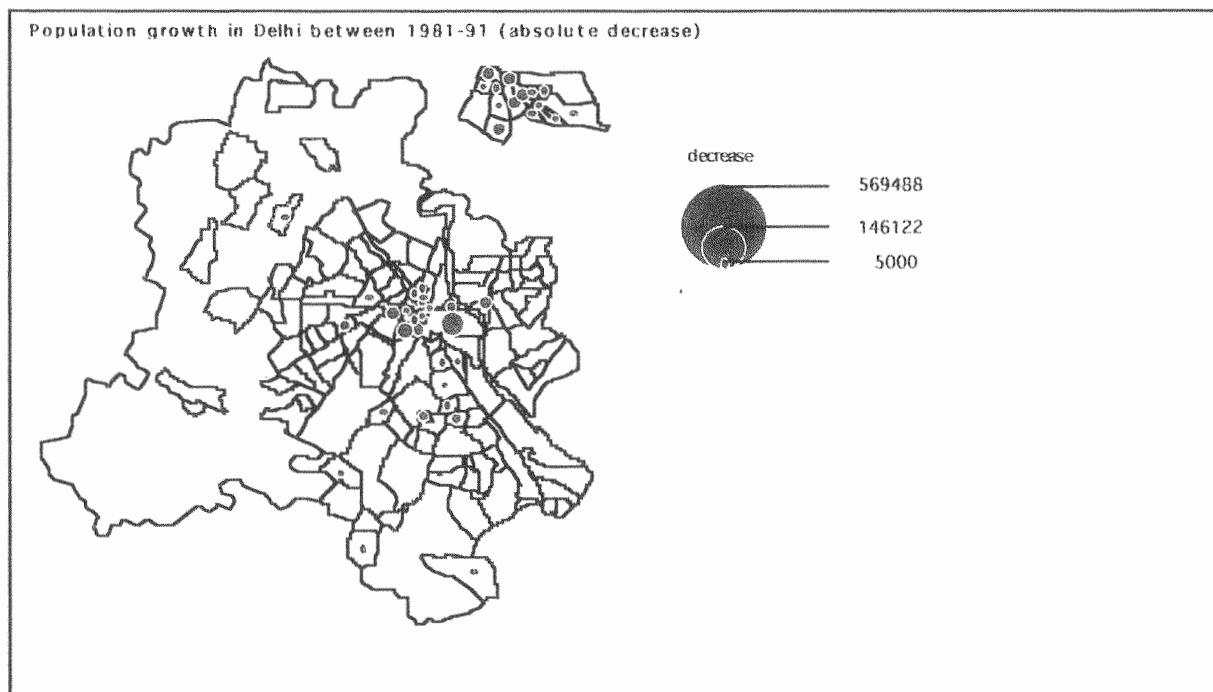 Population growth in Delhi between 1981-91 (absolute decrease)
decrease
569488
146122
5000